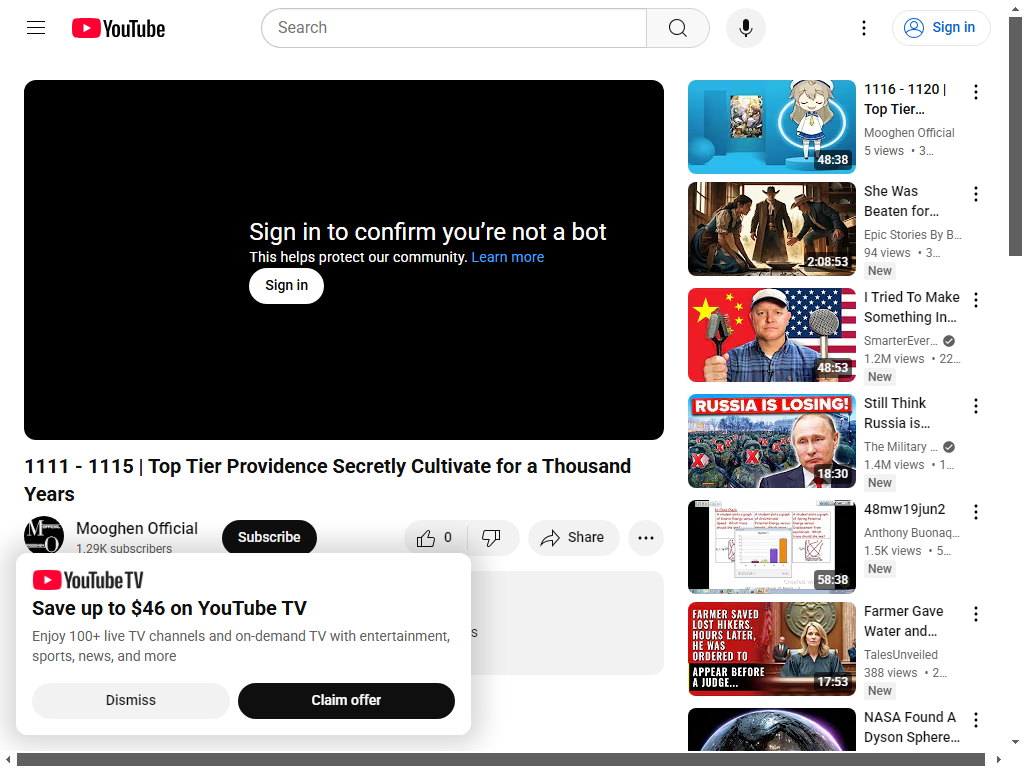 YouTube
Search
Sign in
Sign in to confirm you're not a bot
This helps protect our community. Learn more
Sign in
1111 - 1115 | Top Tier Providence Secretly Cultivate for a Thousand
Years
Mooghen Official
1.29K subscribers
Subscribe
0
Share
YouTube TV
Save up to $46 on YouTube TV
Enjoy 100+ live TV channels and on-demand TV with entertainment,
sports, news, and more
Dismiss
Claim offer
48:38
1116 - 1120 |
Top Tier…
Mooghen Official
5 views • 3…
2:08:53
She Was
Beaten for…
Epic Stories By B…
94 views • 3…
New
48:53
I Tried To Make
Something In…
SmarterEver…
1.2M views • 22…
New
RUSSIA IS LOSING!
18:30
Still Think
Russia is…
The Military …
1.4M views • 1…
New
58:38
48mw19jun2
Anthony Buonaq…
1.5K views • 5…
New
FARMER SAVED
LOST HIKERS.
HOURS LATER,
HE WAS
ORDERED TO
APPEAR BEFORE
A JUDGE...
17:53
Farmer Gave
Water and…
TalesUnveiled
388 views • 2…
New
NASA Found A
Dyson Sphere…